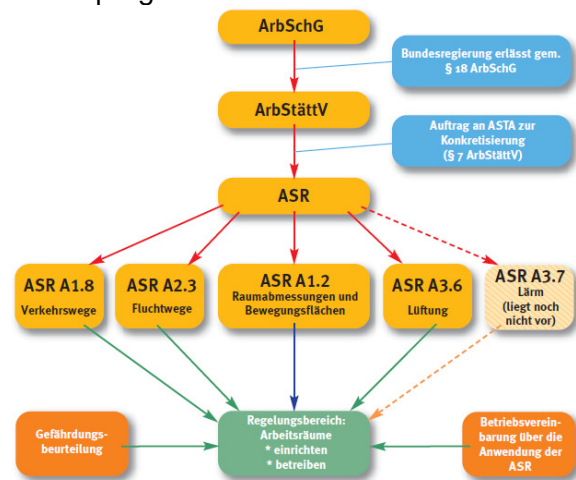 ArbSchG
Bundesregierung erlässt gem.
§ 18 ArbSchG
ArbStättV
Auftrag an ASTA zur
Konkretisierung
(§ 7 ArbStättV)
ASR
ASR A1.8
Verkehrswege
ASR A2.3
Fluchtwege
ASR A1.2
Raumabmessungen und
Bewegungsflächen
ASR A3.6
Lüftung
ASR A3.7
Lärm
(liegt noch
nicht vor)
Gefährdungs-
beurteilung
Regelungsbereich:
Arbeitsräume
* einrichten
* betreiben
Betriebsverein-
barung über die
Anwendung der
ASR